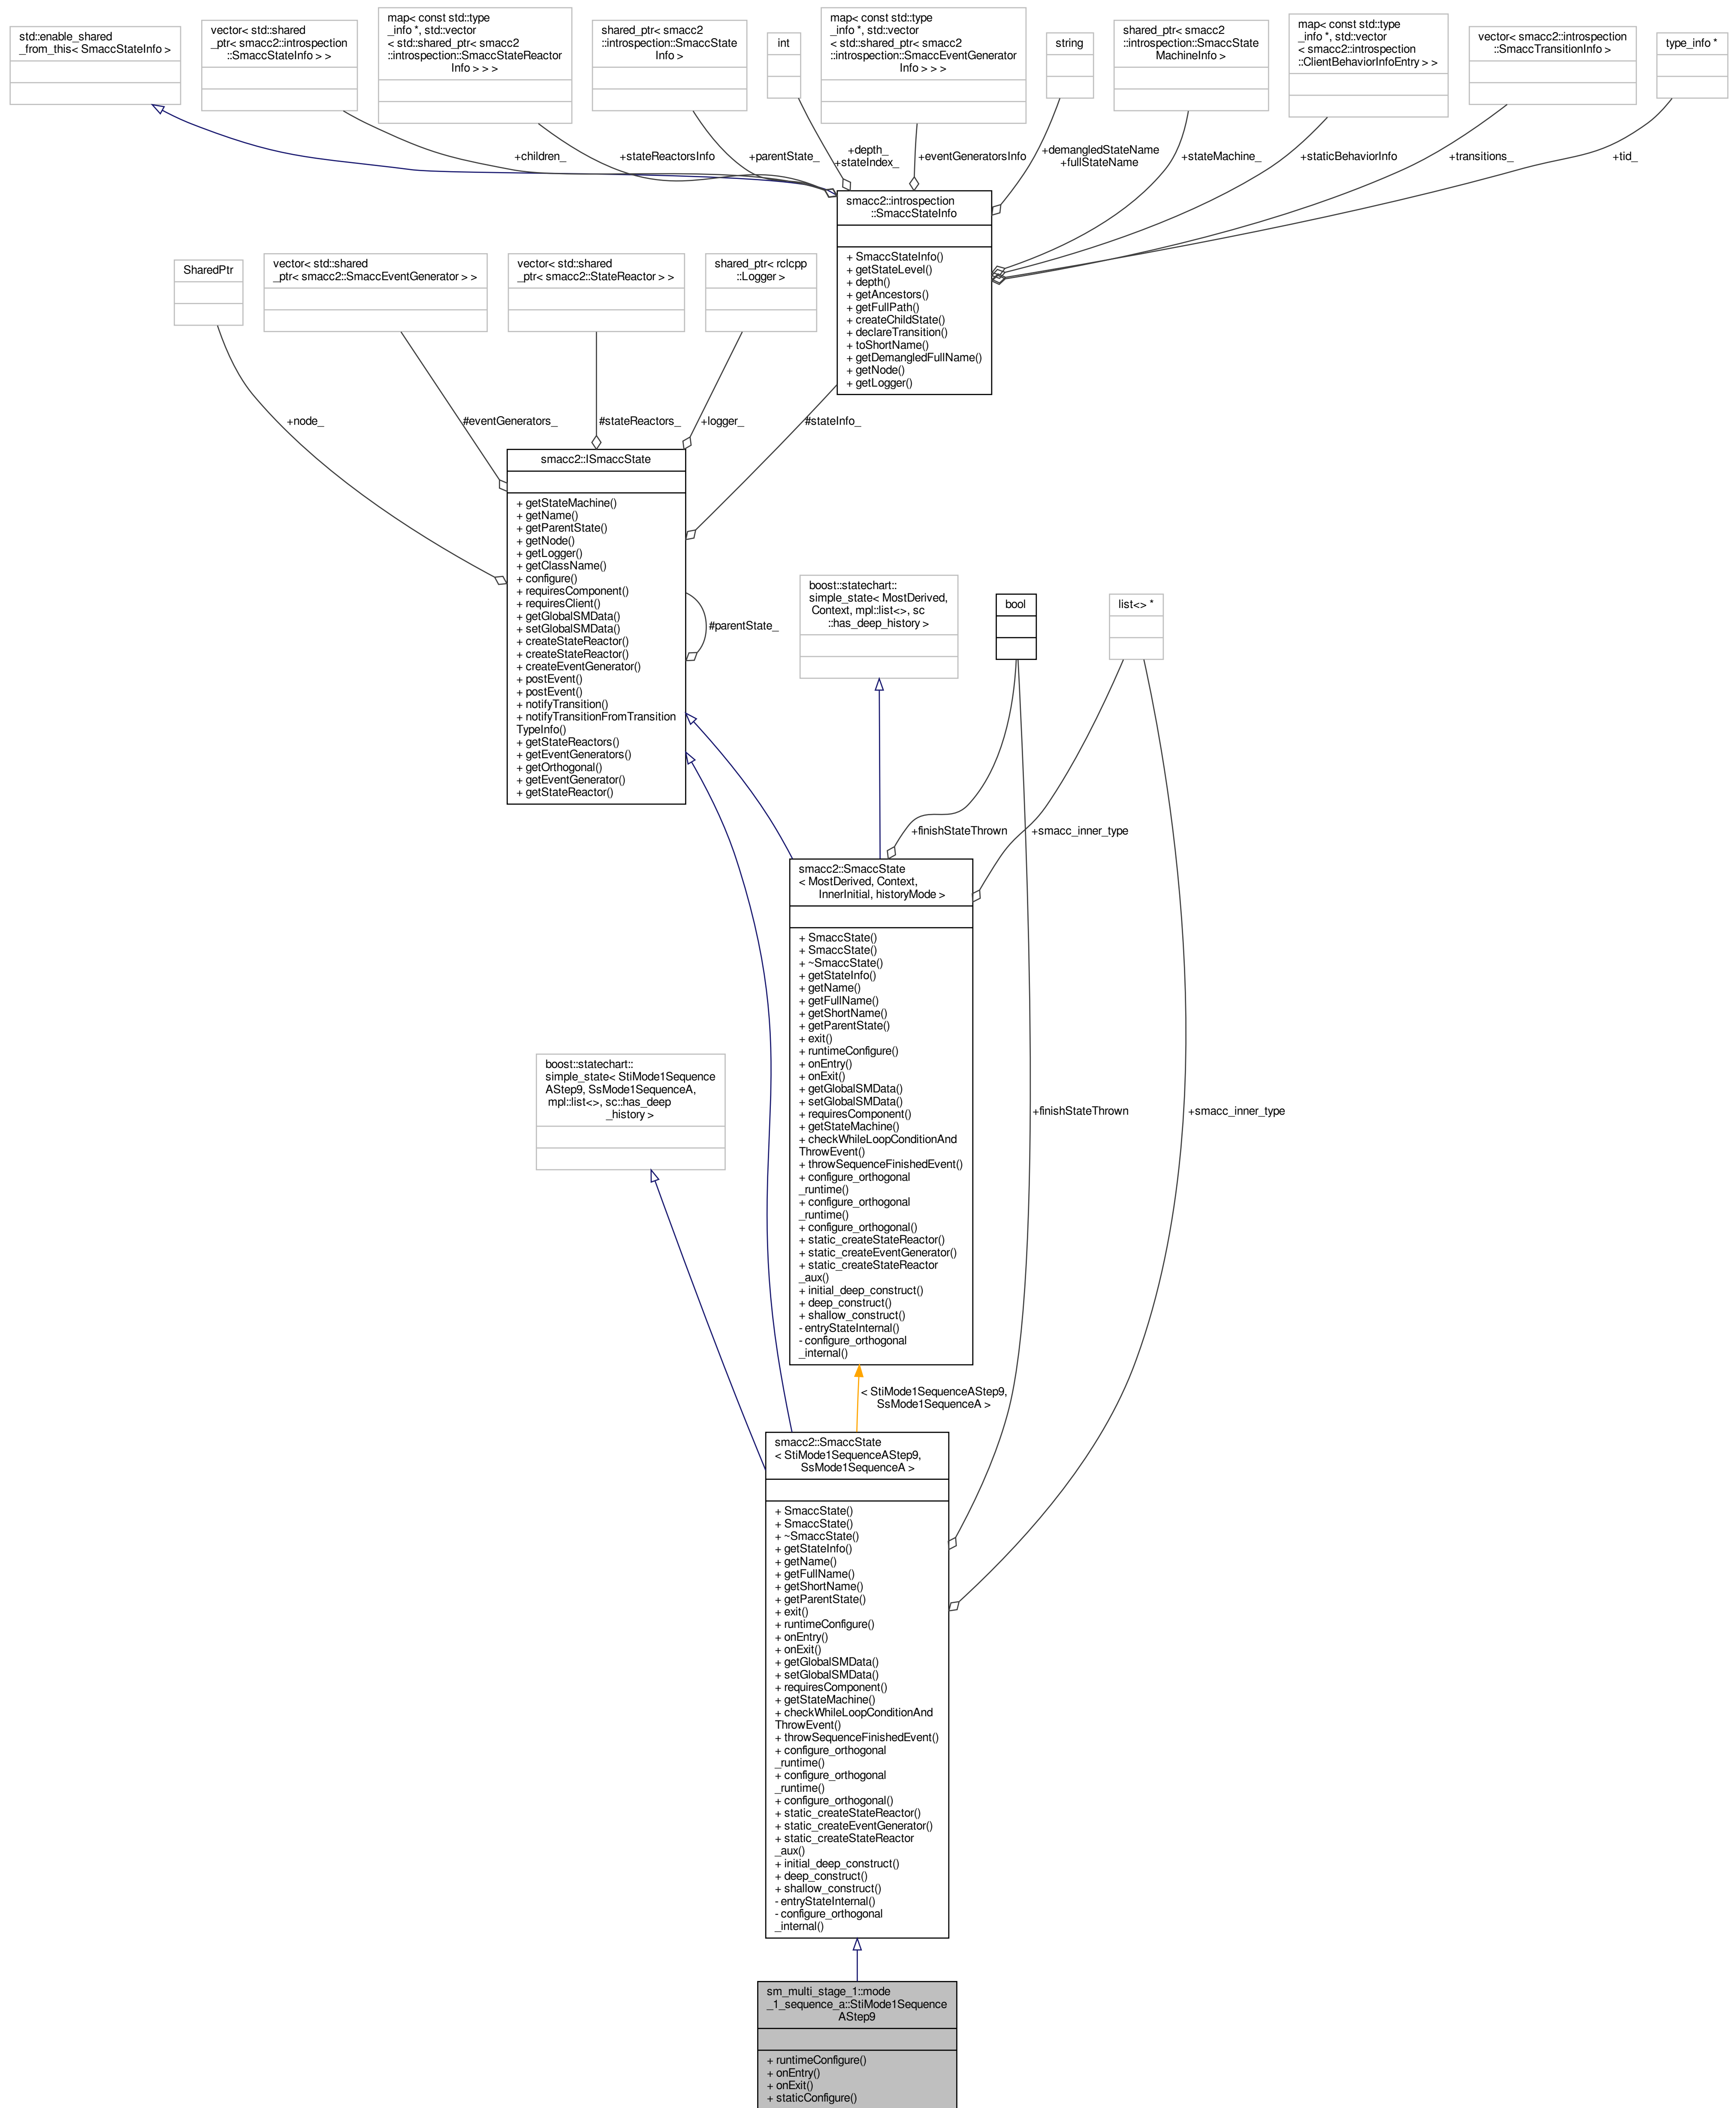 std::enable_shared
_from_this< SmaccStateInfo >
vector< std::shared
_ptr< smacc2::introspection
::SmaccStateInfo > >
map< const std::type
_info *, std::vector
< std::shared_ptr< smacc2
::introspection::SmaccStateReactor
Info > > >
shared_ptr< smacc2
::introspection::SmaccState
Info >
int
map< const std::type
_info *, std::vector
< std::shared_ptr< smacc2
::introspection::SmaccEventGenerator
Info > > >
string
shared_ptr< smacc2
::introspection::SmaccState
MachineInfo >
map< const std::type
_info *, std::vector
< smacc2::introspection
::ClientBehaviorInfoEntry > >
vector< smacc2::introspection
::SmaccTransitionInfo >
type_info *
+children_
+stateReactorsInfo
+parentState_
+depth_
+stateIndex_
+eventGeneratorsInfo
+demangledStateName
+fullStateName
+stateMachine_
+staticBehaviorInfo
+transitions_
+tid_
smacc2::introspection
::SmaccStateInfo
+ SmaccStateInfo()
+ getStateLevel()
+ depth()
+ getAncestors()
+ getFullPath()
+ createChildState()
+ declareTransition()
+ toShortName()
+ getDemangledFullName()
+ getNode()
+ getLogger()
SharedPtr
vector< std::shared
_ptr< smacc2::SmaccEventGenerator > >
vector< std::shared
_ptr< smacc2::StateReactor > >
shared_ptr< rclcpp
::Logger >
+node_
#eventGenerators_
#stateReactors_
+logger_
#stateInfo_
smacc2::ISmaccState
+ getStateMachine()
+ getName()
+ getParentState()
+ getNode()
+ getLogger()
+ getClassName()
+ configure()
+ requiresComponent()
+ requiresClient()
+ getGlobalSMData()
+ setGlobalSMData()
+ createStateReactor()
+ createStateReactor()
+ createEventGenerator()
+ postEvent()
+ postEvent()
+ notifyTransition()
+ notifyTransitionFromTransition
TypeInfo()
+ getStateReactors()
+ getEventGenerators()
+ getOrthogonal()
+ getEventGenerator()
+ getStateReactor()
#parentState_
boost::statechart::
simple_state< MostDerived,
Context, mpl::list<>, sc
::has_deep_history >
bool
list<> *
+finishStateThrown
+smacc_inner_type
smacc2::SmaccState
< MostDerived, Context,
InnerInitial, historyMode >
+ SmaccState()
+ SmaccState()
+ ~SmaccState()
+ getStateInfo()
+ getName()
+ getFullName()
+ getShortName()
+ getParentState()
+ exit()
+ runtimeConfigure()
+ onEntry()
+ onExit()
+ getGlobalSMData()
+ setGlobalSMData()
+ requiresComponent()
+ getStateMachine()
+ checkWhileLoopConditionAnd
ThrowEvent()
+ throwSequenceFinishedEvent()
+ configure_orthogonal
_runtime()
+ configure_orthogonal
_runtime()
+ configure_orthogonal()
+ static_createStateReactor()
+ static_createEventGenerator()
+ static_createStateReactor
_aux()
+ initial_deep_construct()
+ deep_construct()
+ shallow_construct()
- entryStateInternal()
- configure_orthogonal
_internal()
boost::statechart::
simple_state< StiMode1Sequence
AStep9, SsMode1SequenceA,
mpl::list<>, sc::has_deep
_history >
+finishStateThrown
+smacc_inner_type
< StiMode1SequenceAStep9,
SsMode1SequenceA >
smacc2::SmaccState
< StiMode1SequenceAStep9,
SsMode1SequenceA >
+ SmaccState()
+ SmaccState()
+ ~SmaccState()
+ getStateInfo()
+ getName()
+ getFullName()
+ getShortName()
+ getParentState()
+ exit()
+ runtimeConfigure()
+ onEntry()
+ onExit()
+ getGlobalSMData()
+ setGlobalSMData()
+ requiresComponent()
+ getStateMachine()
+ checkWhileLoopConditionAnd
ThrowEvent()
+ throwSequenceFinishedEvent()
+ configure_orthogonal
_runtime()
+ configure_orthogonal
_runtime()
+ configure_orthogonal()
+ static_createStateReactor()
+ static_createEventGenerator()
+ static_createStateReactor
_aux()
+ initial_deep_construct()
+ deep_construct()
+ shallow_construct()
- entryStateInternal()
- configure_orthogonal
_internal()
sm_multi_stage_1::mode
_1_sequence_a::StiMode1Sequence
AStep9
+ runtimeConfigure()
+ onEntry()
+ onExit()
+ staticConfigure()